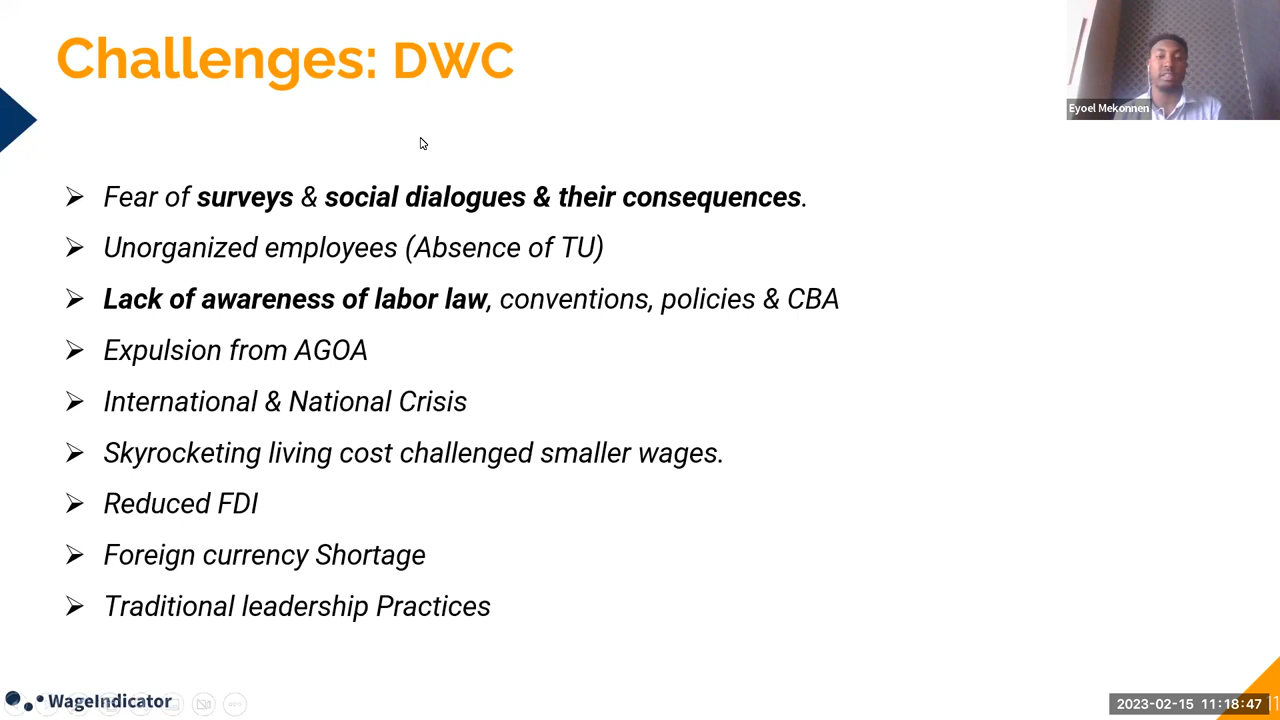 Challenges: DWC
Eyoel Mekonnen
Fear of surveys & social dialogues & their consequences.
Unorganized employees (Absence of TU)
Lack of awareness of labor law, conventions, policies & CBA
Expulsion from AGOA
International & National Crisis
Skyrocketing living cost challenged smaller wages.
Reduced FDI
Foreign currency Shortage
Traditional leadership Practices
WageIndicator
2023-02-15 11:18:47
11